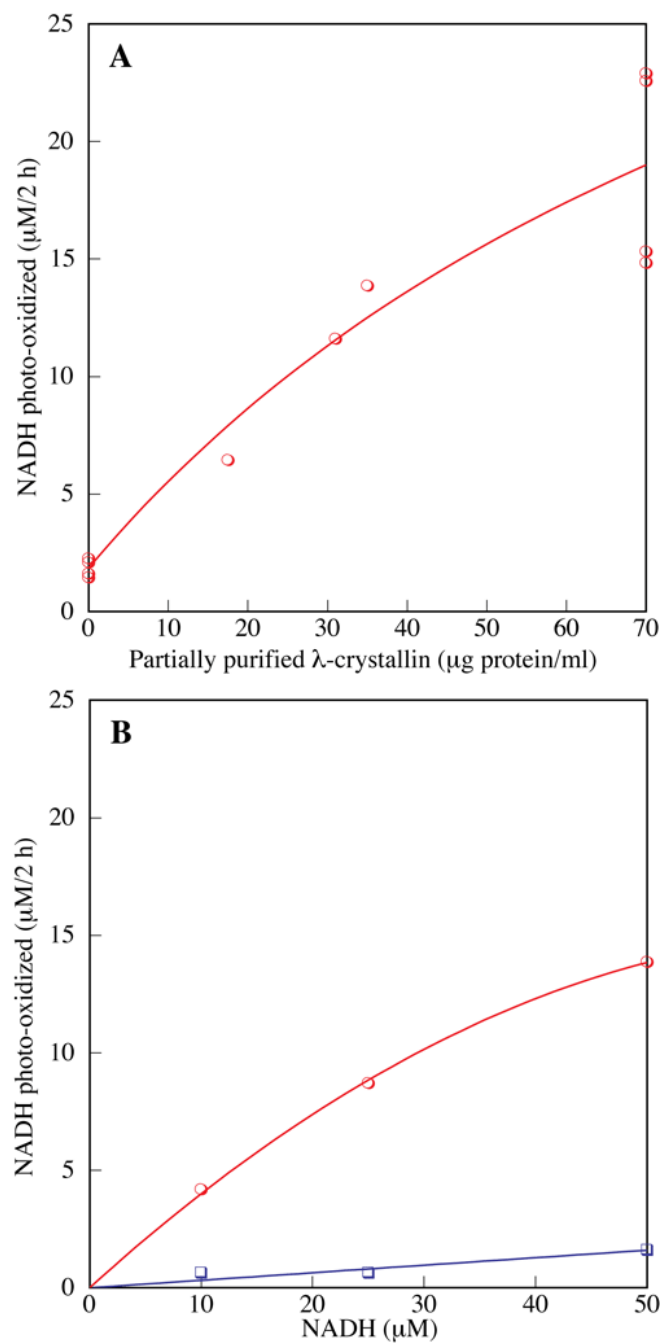 A
25
20
15
10
5
0
NADH photo-oxidized (µM/2 h)
0 10 20 30 40 50 60 70
Partially purified λ-crystallin (µg protein/ml)
B
25
20
15
10
5
0
NADH photo-oxidized (µM/2 h)
0 10 20 30 40 50
NADH (µM)